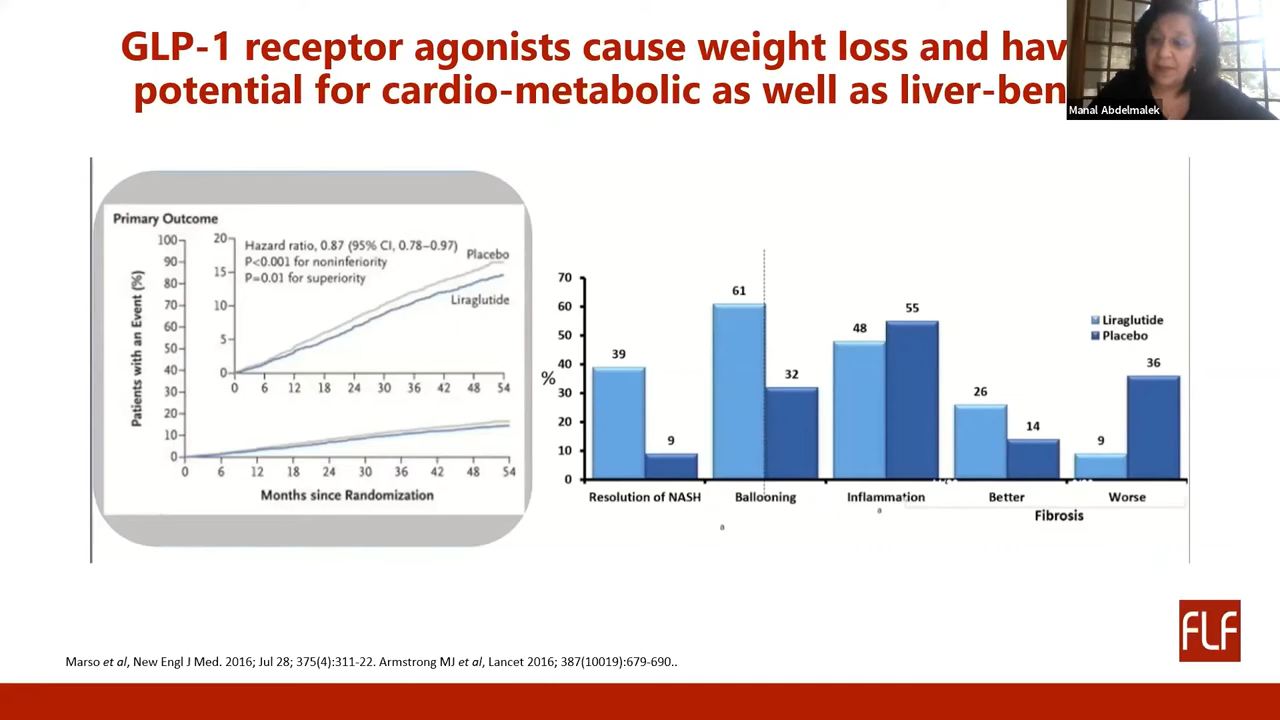 GLP-1 receptor agonists cause weight loss and hav
potential for cardio-metabolic as well as liver-ben
Manal Abdelmalek
Primary Outcome
Patients with an Event (%)
100
90
80
70
60
50
40
30
20
10
0
20
15
10
5
0
Hazard ratio, 0.87 (95% CI, 0.78–0.97)
P<0.001 for noninferiority
P=0.01 for superiority
Placebo
Liraglutide
0 6 12 18 24 30 36 42 48 54
0 6 12 18 24 30 36 42 48 54
Months since Randomization
%
70
60
50
40
30
20
10
0
39
9
61
32
48
55
26
14
9
36
Liraglutide
Placebo
Resolution of NASH Ballooning Inflammation Better Worse
Fibrosis
a
a
FLF
Marso et al, New Engl J Med. 2016; Jul 28; 375(4):311-22. Armstrong MJ et al, Lancet 2016; 387(10019):679-690..